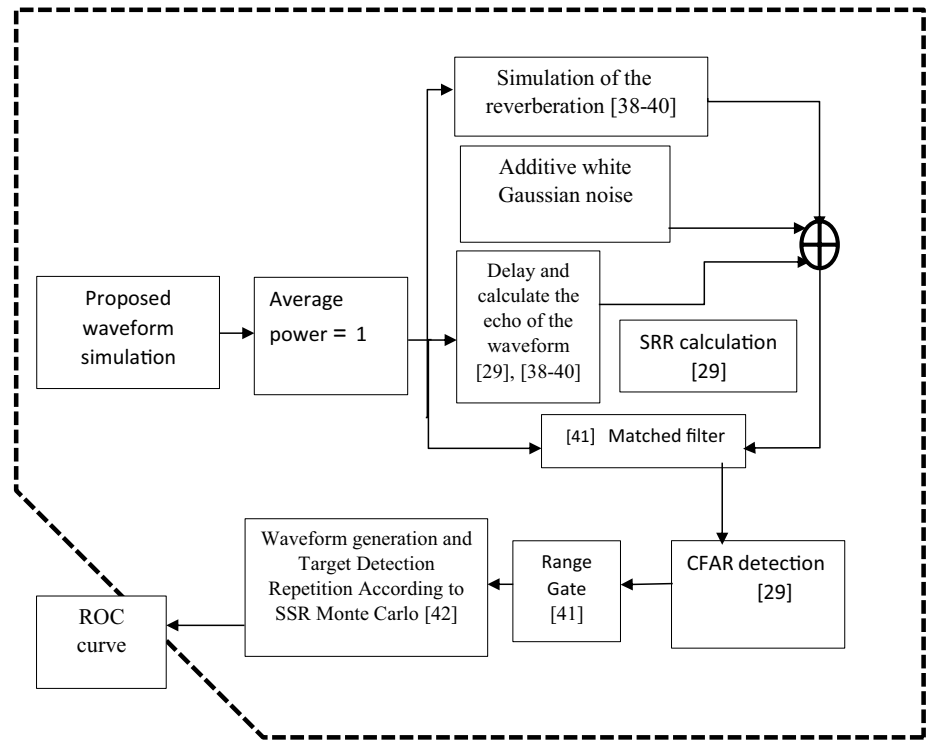 Simulation of the
reverberation [38-40]
Additive white
Gaussian noise
Proposed
waveform
simulation
Average
power = 1
Delay and
calculate the
echo of the
waveform
[29], [38-40]
SRR calculation
[29]
[41] Matched filter
Waveform generation and
Target Detection
Repetition According to
SSR Monte Carlo [42]
Range
Gate
[41]
CFAR detection
[29]
ROC
curve